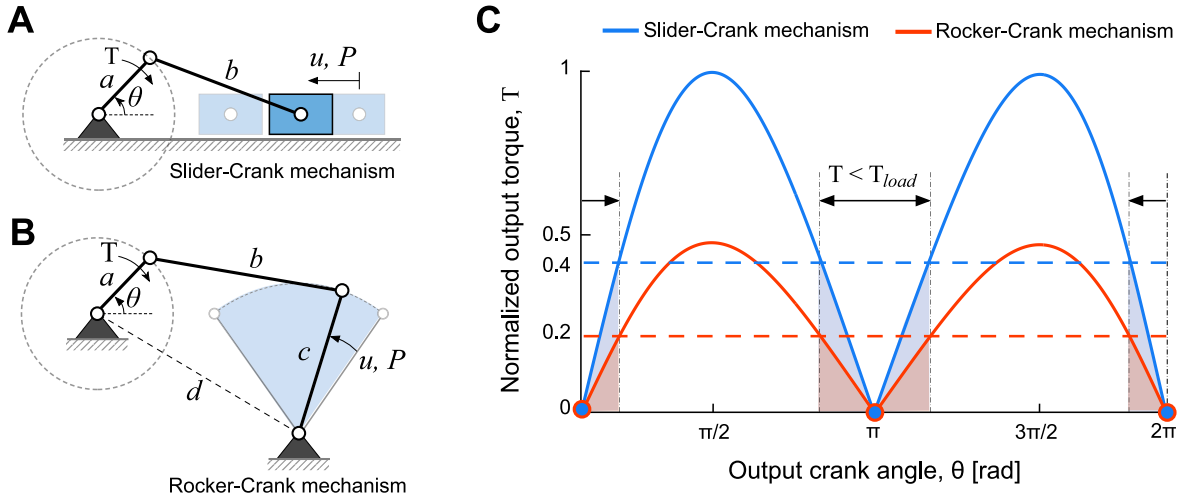 A
T
a
θ
b
u, P
Slider-Crank mechanism
B
T
a
θ
b
c
u, P
d
Rocker-Crank mechanism
C
Slider-Crank mechanism
Rocker-Crank mechanism
Normalized output torque, T
1
0.5
0.4
0.2
0
T < Tload
π/2
π
3π/2
2π
Output crank angle, θ [rad]